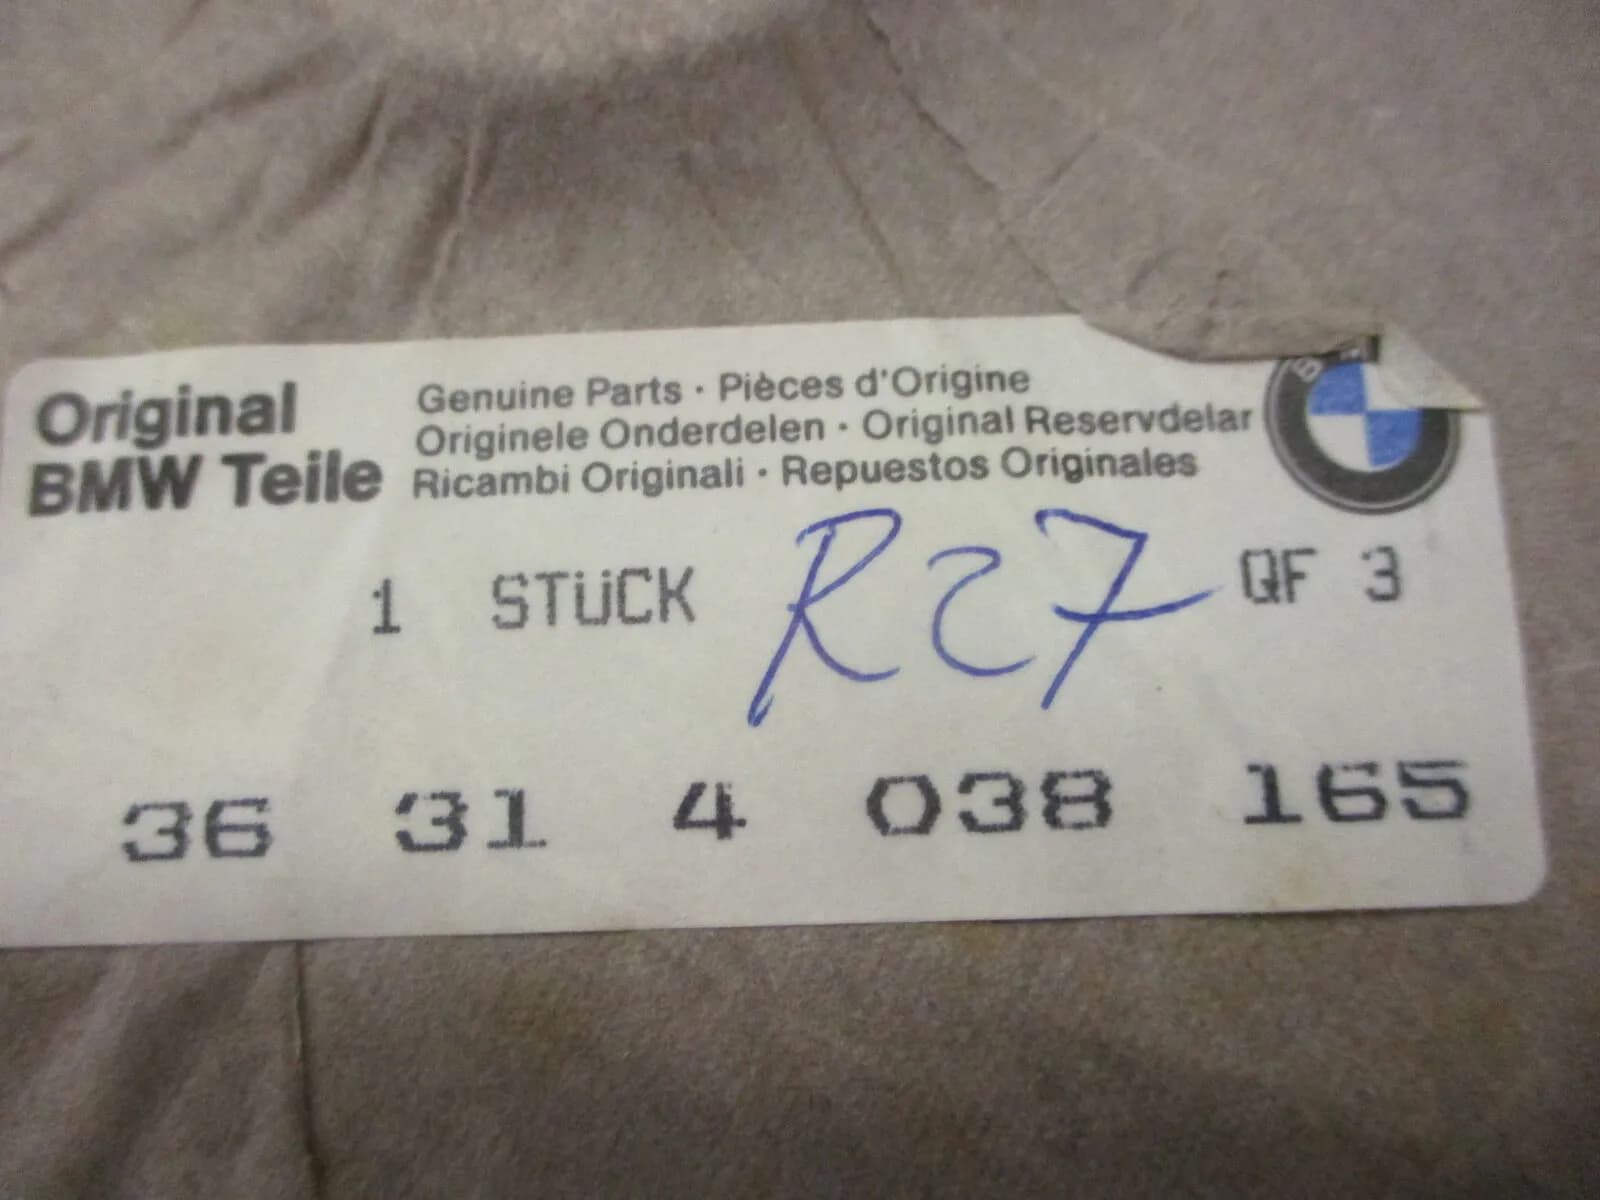 Original
BMW Teile
Genuine Parts · Pièces d'Origine
Originele Onderdelen · Original Reservdelar
Ricambi Originali · Repuestos Originales
1 STÜCK R27 QF 3
36 31 4 038 165